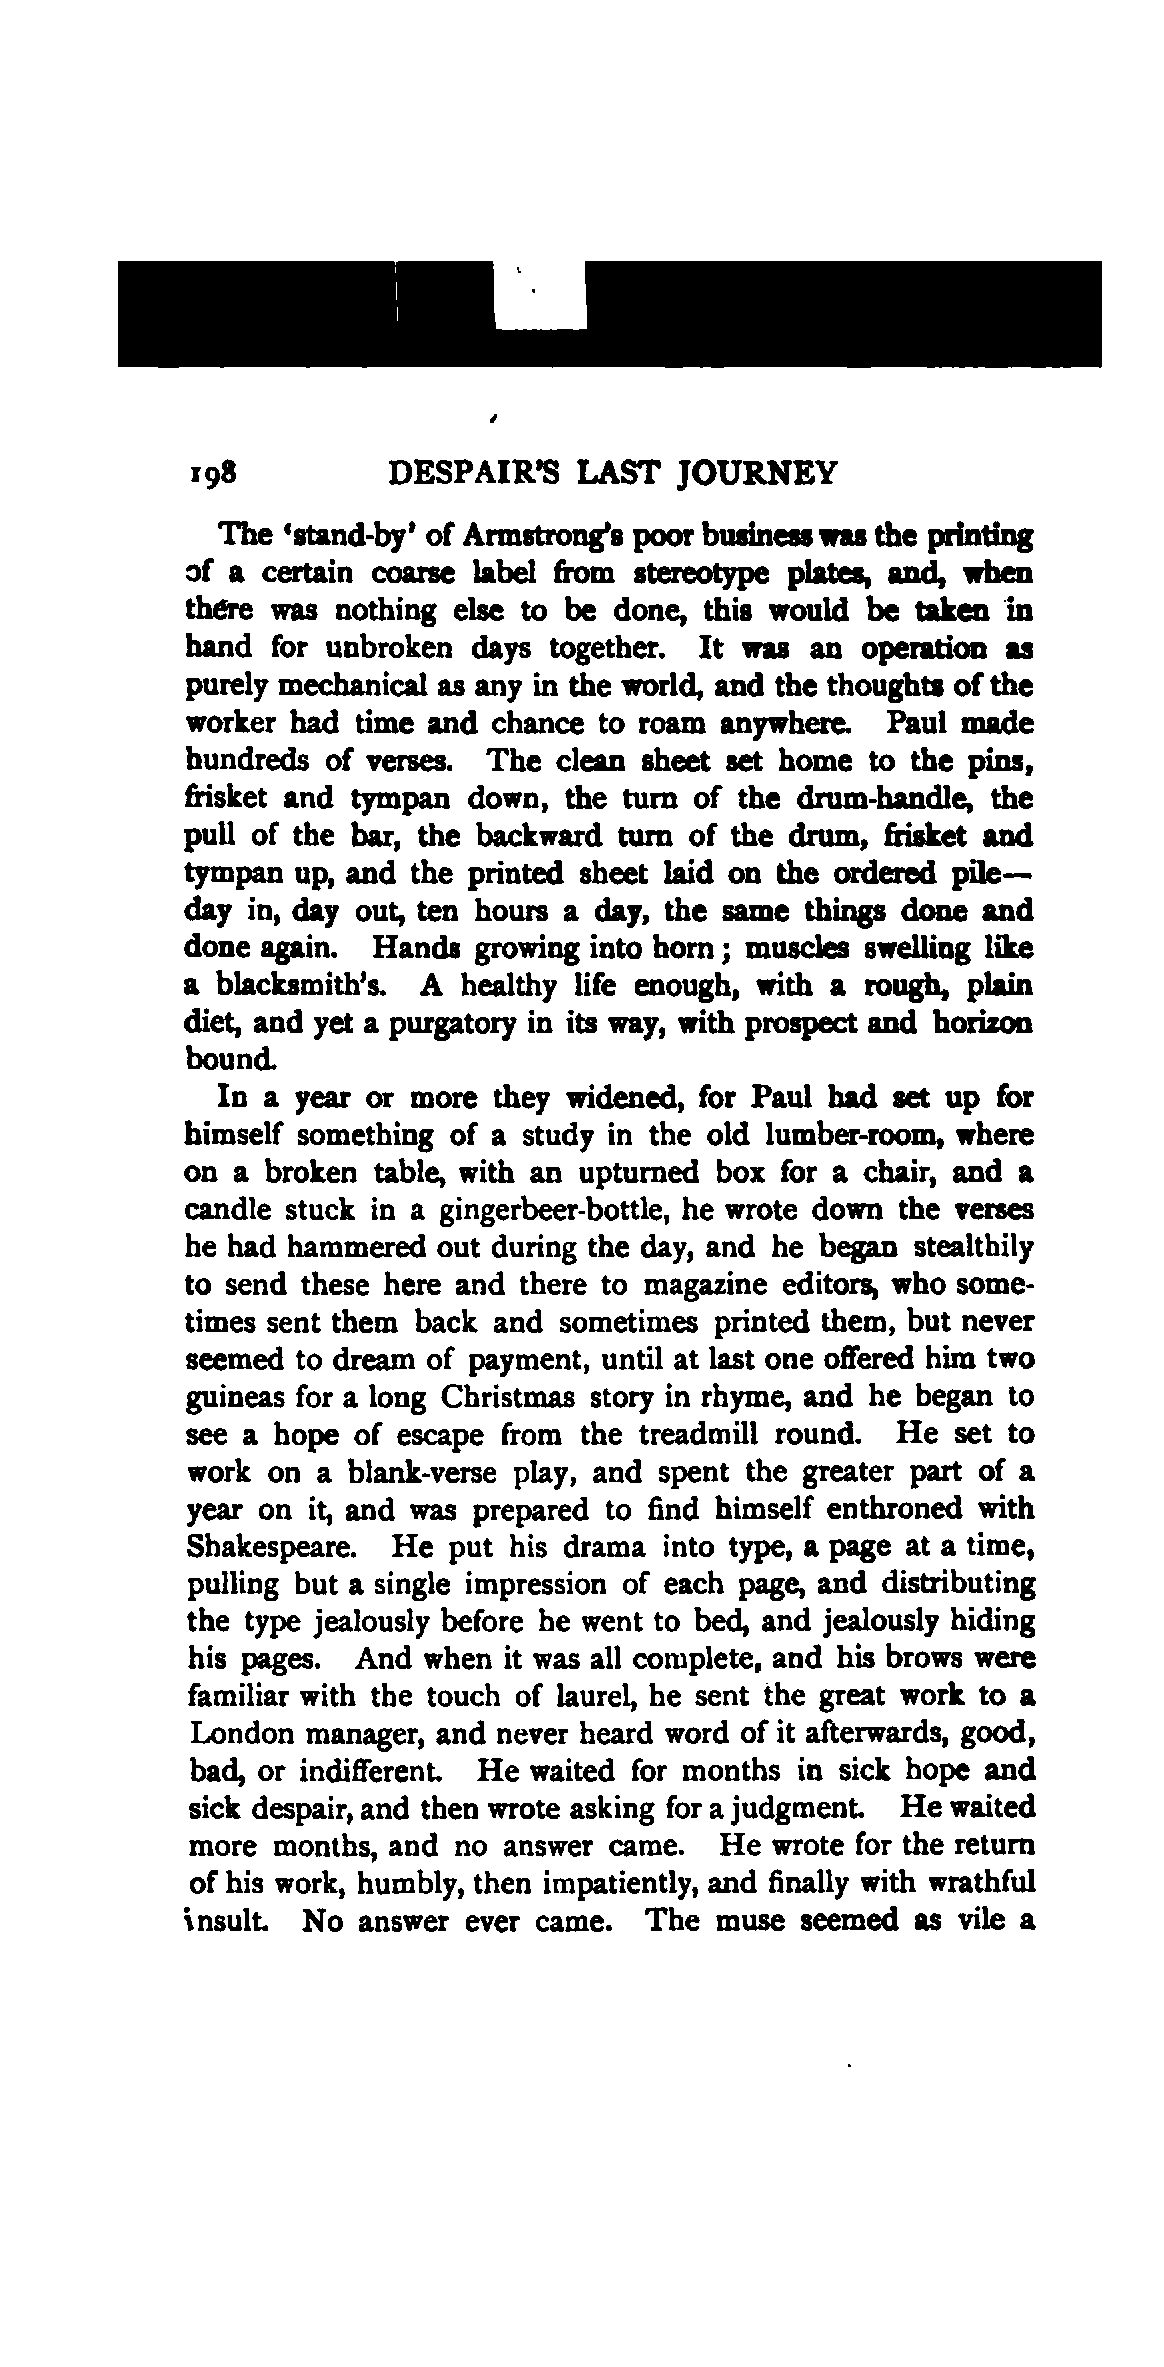 198 DESPAIR'S LAST JOURNEY
The 'stand-by' of Armstrong's poor business was the printing
of a certain coarse label from stereotype plates, and, when
there was nothing else to be done, this would be taken in
hand for unbroken days together. It was an operation as
purely mechanical as any in the world, and the thoughts of the
worker had time and chance to roam anywhere. Paul made
hundreds of verses. The clean sheet set home to the pins,
frisket and tympan down, the turn of the drum-handle, the
pull of the bar, the backward turn of the drum, frisket and
tympan up, and the printed sheet laid on the ordered pile—
day in, day out, ten hours a day, the same things done and
done again. Hands growing into horn; muscles swelling like
a blacksmith's. A healthy life enough, with a rough, plain
diet, and yet a purgatory in its way, with prospect and horizon
bound.
In a year or more they widened, for Paul had set up for
himself something of a study in the old lumber-room, where
on a broken table, with an upturned box for a chair, and a
candle stuck in a gingerbeer-bottle, he wrote down the verses
he had hammered out during the day, and he began stealthily
to send these here and there to magazine editors, who some-
times sent them back and sometimes printed them, but never
seemed to dream of payment, until at last one offered him two
guineas for a long Christmas story in rhyme, and he began to
see a hope of escape from the treadmill round. He set to
work on a blank-verse play, and spent the greater part of a
year on it, and was prepared to find himself enthroned with
Shakespeare. He put his drama into type, a page at a time,
pulling but a single impression of each page, and distributing
the type jealously before he went to bed, and jealously hiding
his pages. And when it was all complete, and his brows were
familiar with the touch of laurel, he sent the great work to a
London manager, and never heard word of it afterwards, good,
bad, or indifferent. He waited for months in sick hope and
sick despair, and then wrote asking for a judgment. He waited
more months, and no answer came. He wrote for the return
of his work, humbly, then impatiently, and finally with wrathful
insult. No answer ever came. The muse seemed as vile a